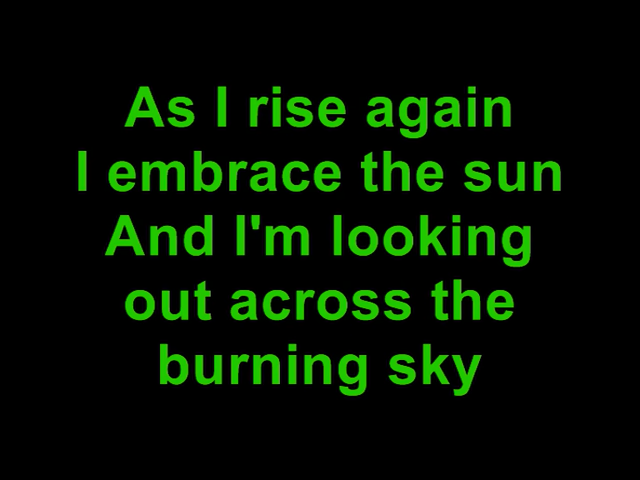 As I rise again
I embrace the sun
And I'm looking
out across the
burning sky